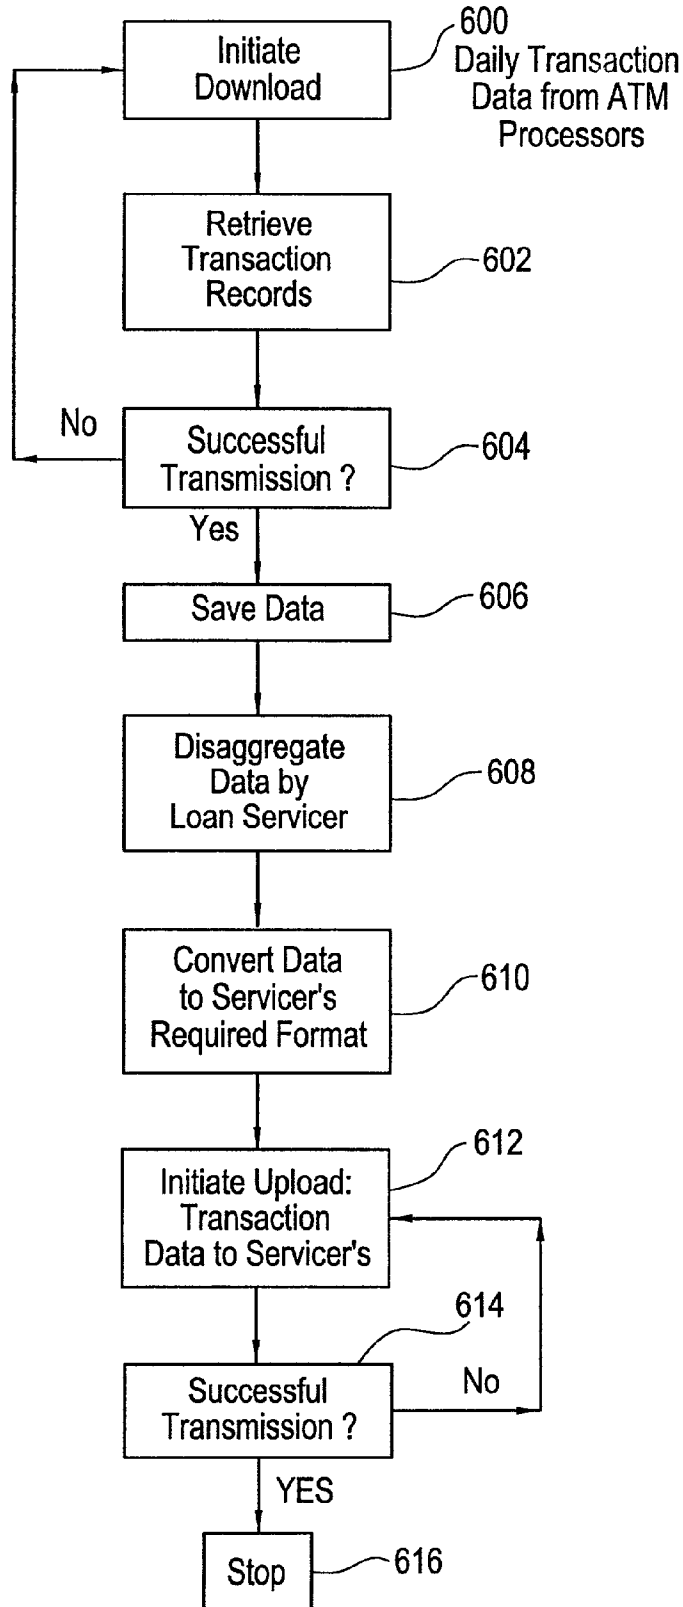 Initiate
Download
600
Daily Transaction
Data from ATM
Processors
Retrieve
Transaction
Records
602
No
Successful
Transmission ?
604
Yes
Save Data
606
Disaggregate
Data by
Loan Servicer
608
Convert Data
to Servicer's
Required Format
610
Initiate Upload:
Transaction
Data to Servicer's
612
614
Successful
Transmission ?
No
YES
Stop
616